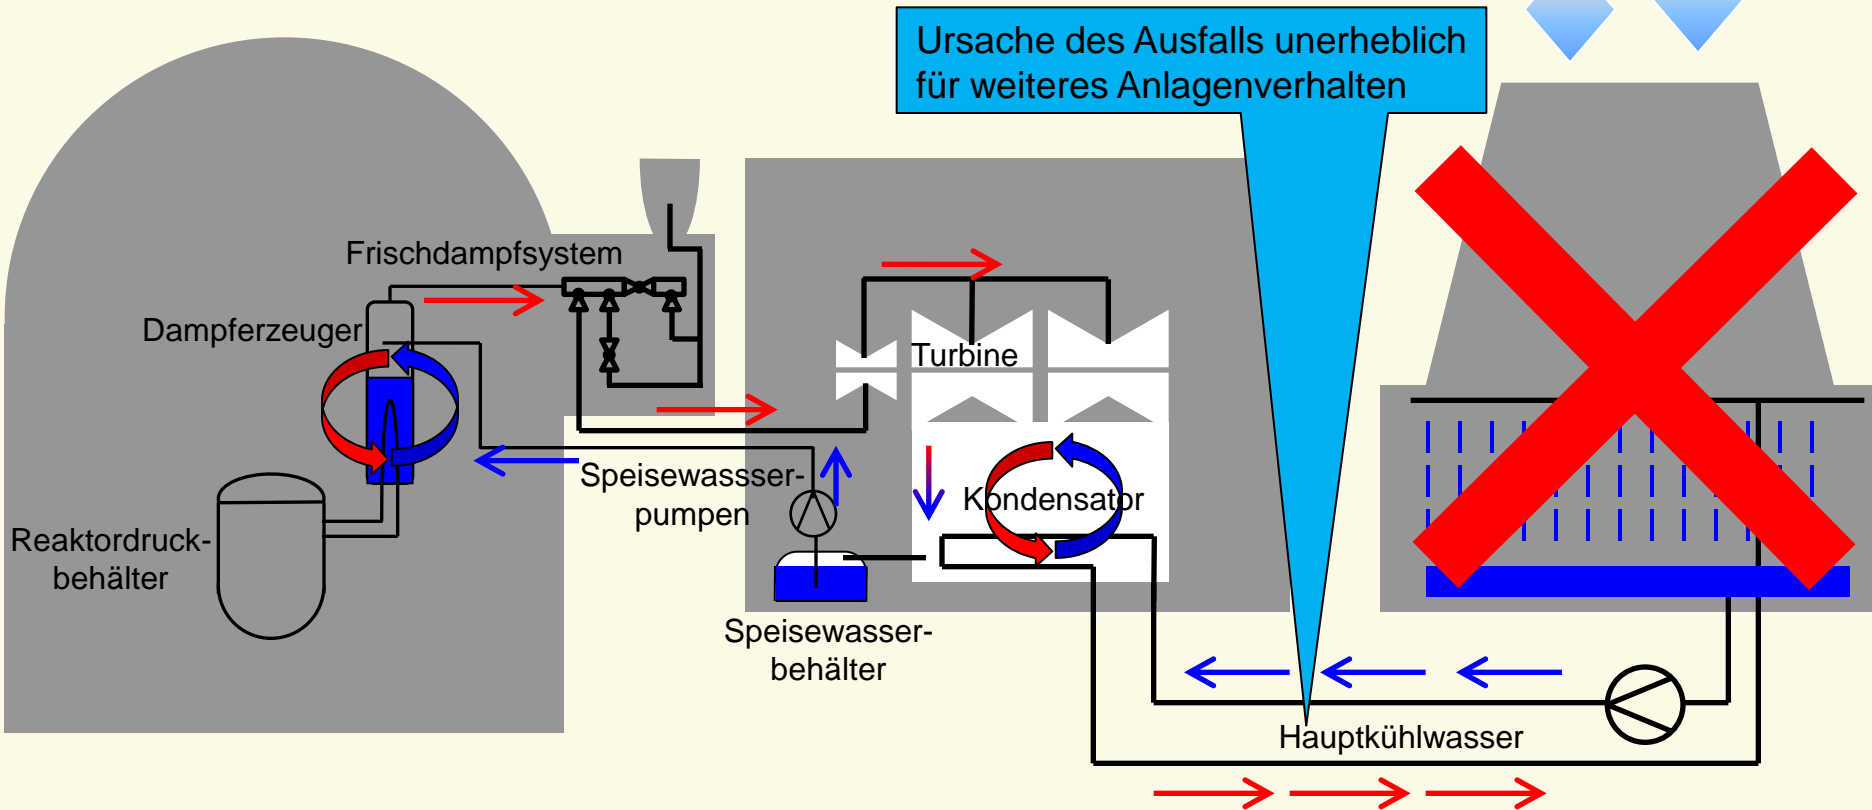 Ursache des Ausfalls unerheblich
für weiteres Anlagenverhalten
Frischdampfsystem
Dampferzeuger
Turbine
Speisewassser-
pumpen
Kondensator
Reaktordruck-
behälter
Speisewasser-
behälter
Hauptkühlwasser